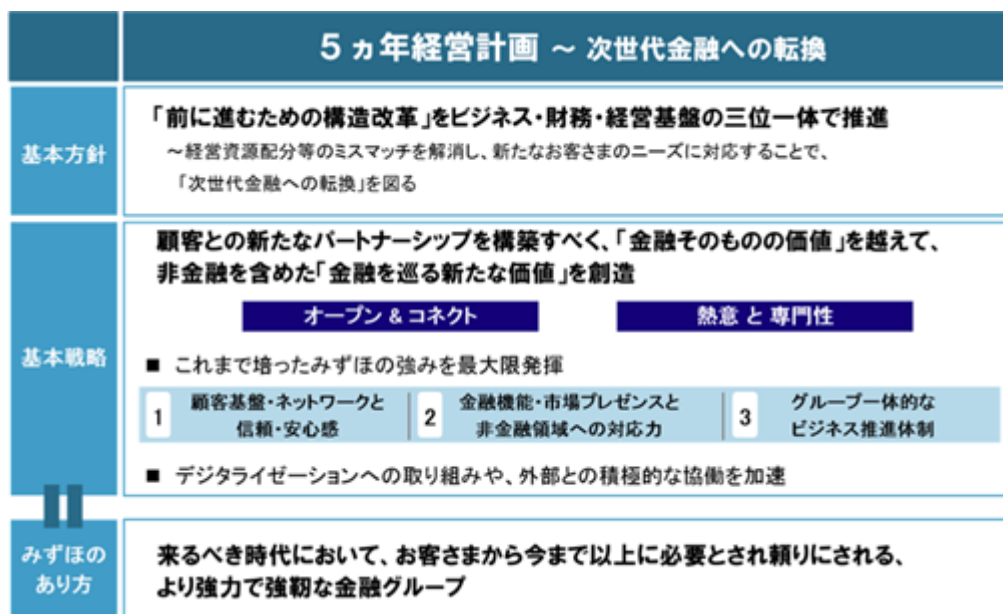 5ヵ年経営計画 ～ 次世代金融への転換
基本方針
「前に進むための構造改革」をビジネス・財務・経営基盤の三位一体で推進
～経営資源配分等のミスマッチを解消し、新たなお客さまのニーズに対応することで、
「次世代金融への転換」を図る
基本戦略
顧客との新たなパートナーシップを構築すべく、「金融そのものの価値」を越えて、
非金融を含めた「金融を巡る新たな価値」を創造
オープン & コネクト
熱意 と 専門性
■ これまで培ったみずほの強みを最大限発揮
1
顧客基盤・ネットワークと
信頼・安心感
2
金融機能・市場プレゼンスと
非金融領域への対応力
3
グループ一体的な
ビジネス推進体制
■ デジタライゼーションへの取り組みや、外部との積極的な協働を加速
みずほの
あり方
来るべき時代において、お客さまから今まで以上に必要とされ頼りにされる、
より強力で強靭な金融グループ